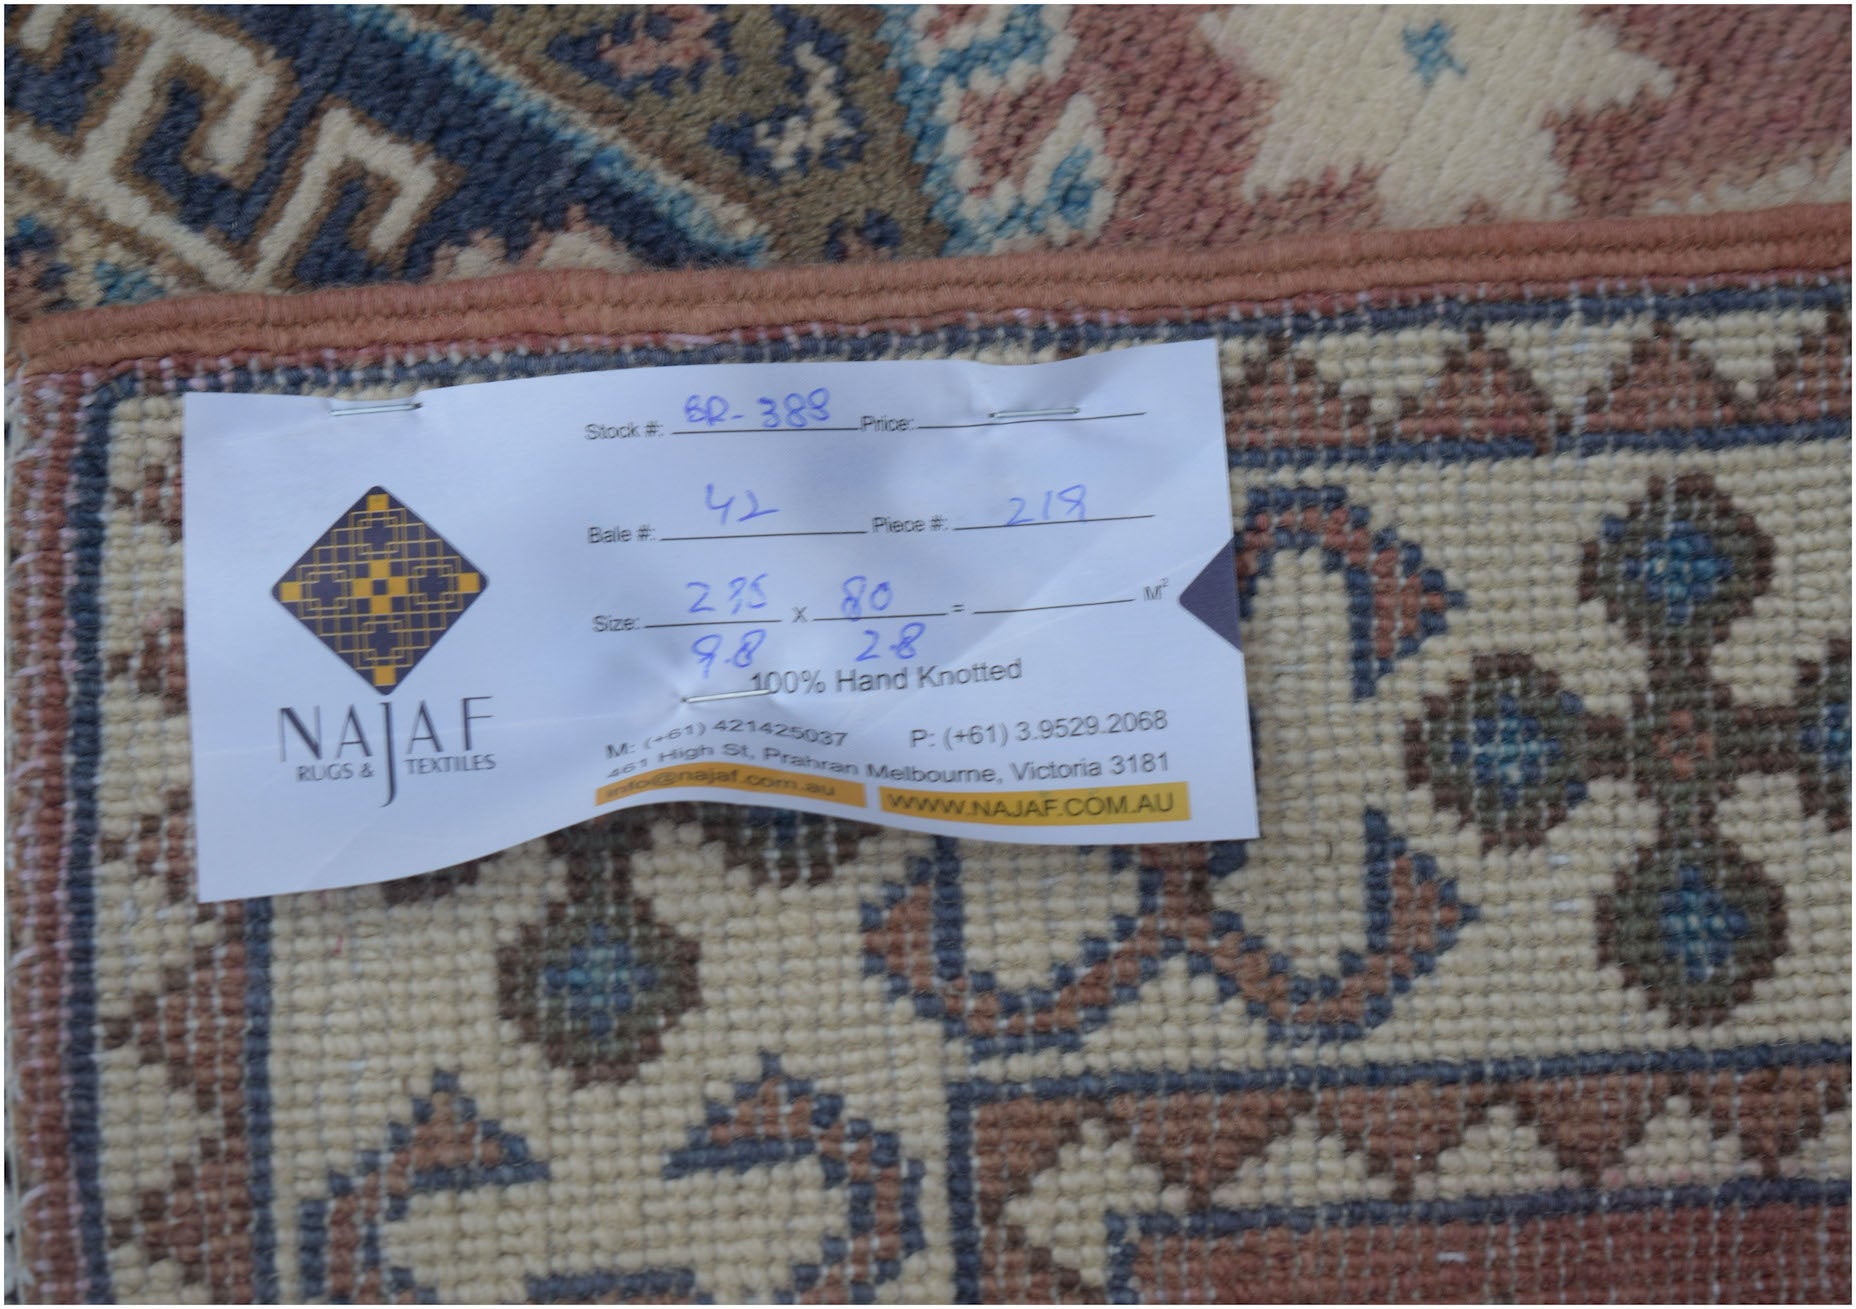 Stock #: BR-388 Price:
Bale #: 42 Piece #: 218
Size: 295 x 80 = M²
9.8 2.8
100% Hand Knotted
M: (+61) 421425037 P: (+61) 3.9529.2068
461 High St, Prahran Melbourne, Victoria 3181
info@najaf.com.au WWW.NAJAF.COM.AU
NAJAF
RUGS & TEXTILES